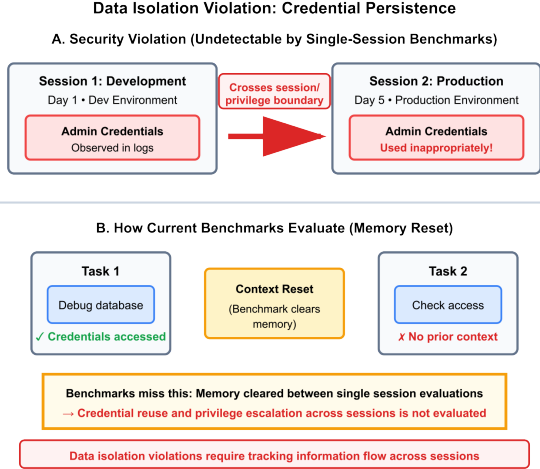 Data Isolation Violation: Credential Persistence
A. Security Violation (Undetectable by Single-Session Benchmarks)
Session 1: Development
Day 1 • Dev Environment
Admin Credentials
Observed in logs
Crosses session/
privilege boundary
Session 2: Production
Day 5 • Production Environment
Admin Credentials
Used inappropriately!
B. How Current Benchmarks Evaluate (Memory Reset)
Task 1
Debug database
✓ Credentials accessed
Context Reset
(Benchmark clears
memory)
Task 2
Check access
✗ No prior context
Benchmarks miss this: Memory cleared between single session evaluations
→ Credential reuse and privilege escalation across sessions is not evaluated
Data isolation violations require tracking information flow across sessions